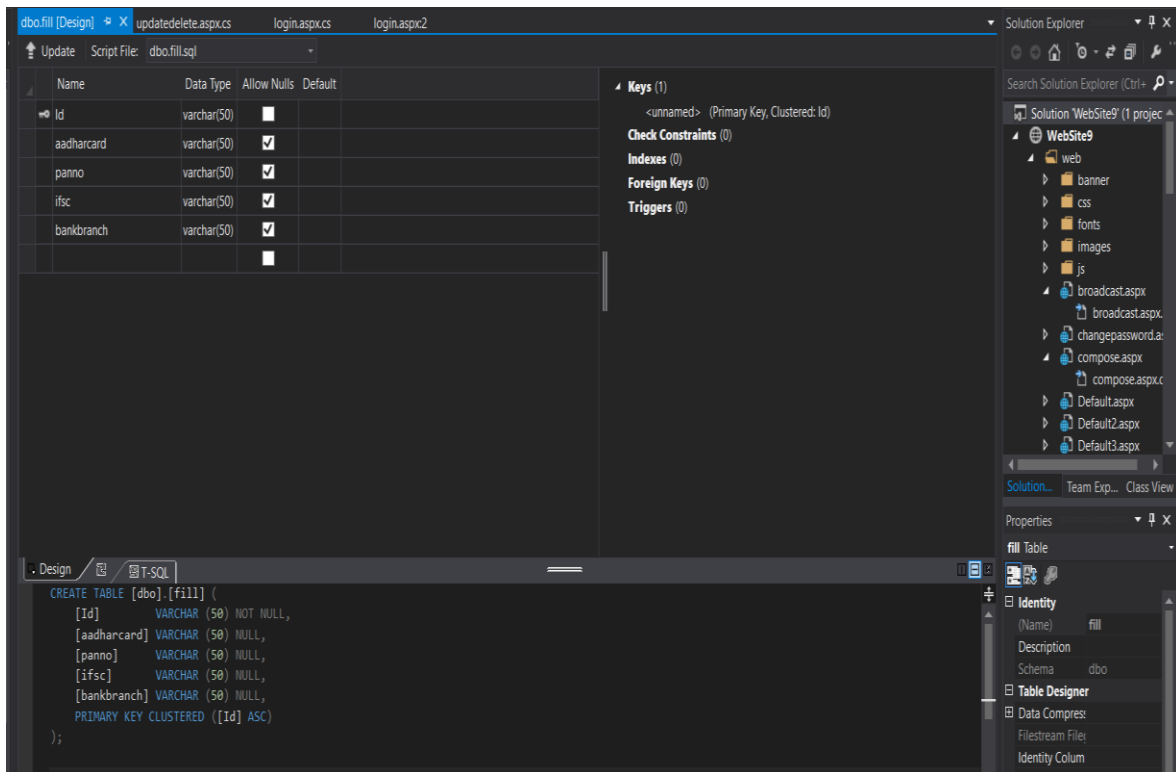 dbo.fill [Design] updatedelete.aspx.cs login.aspx.cs login.aspx:2
Update Script File: dbo.fill.sql
Name Data Type Allow Nulls Default
Id varchar(50)
aadharcard varchar(50)
panno varchar(50)
ifsc varchar(50)
bankbranch varchar(50)
Keys (1)
<unnamed> (Primary Key, Clustered: Id)
Check Constraints (0)
Indexes (0)
Foreign Keys (0)
Triggers (0)
Design T-SQL
CREATE TABLE [dbo].[fill] (
[Id] VARCHAR (50) NOT NULL,
[aadharcard] VARCHAR (50) NULL,
[panno] VARCHAR (50) NULL,
[ifsc] VARCHAR (50) NULL,
[bankbranch] VARCHAR (50) NULL,
PRIMARY KEY CLUSTERED ([Id] ASC)
);
Solution Explorer
Search Solution Explorer (Ctrl+
Solution 'WebSite9' (1 projec
WebSite9
web
banner
css
fonts
images
js
broadcast.aspx
broadcast.aspx.
changepassword.a
compose.aspx
compose.aspx.c
Default.aspx
Default2.aspx
Default3.aspx
Solution... Team Exp... Class View
Properties
fill Table
Identity
(Name) fill
Description
Schema dbo
Table Designer
Data Compres
Filestream File
Identity Colum